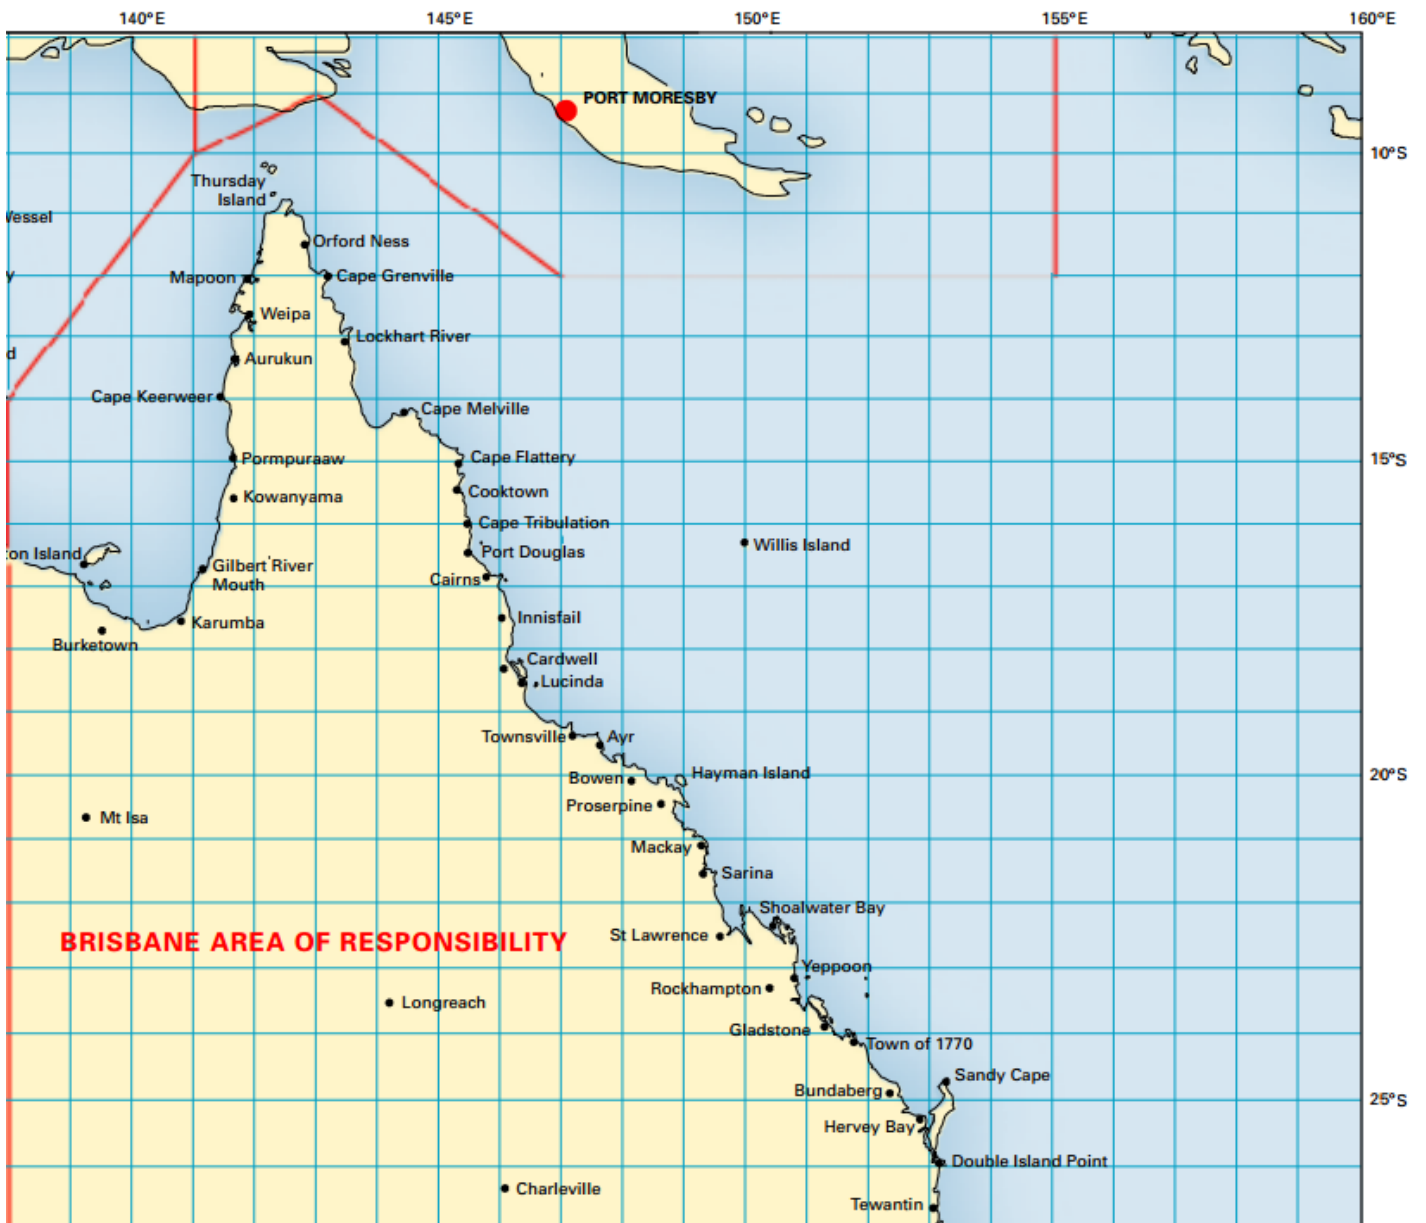 140°E 145°E 150°E 155°E 160°E
PORT MORESBY
10°S
Thursday
Island
Vessel
Orford Ness
y
Mapoon
Cape Grenville
Weipa
Lockhart River
d
Aurukun
Cape Keerweer
Cape Melville
Pormpuraaw
Cape Flattery
15°S
Kowanyama
Cooktown
Cape Tribulation
Willis Island
ton Island
Port Douglas
Gilbert River
Mouth
Cairns
Karumba
Innisfail
Burketown
Cardwell
Lucinda
Townsville
Ayr
Bowen
Hayman Island
20°S
Proserpine
Mt Isa
Mackay
Sarina
Shoalwater Bay
St Lawrence
BRISBANE AREA OF RESPONSIBILITY
Yeppoon
Rockhampton
Longreach
Gladstone
Town of 1770
Sandy Cape
Bundaberg
25°S
Hervey Bay
Double Island Point
Charleville
Tewantin